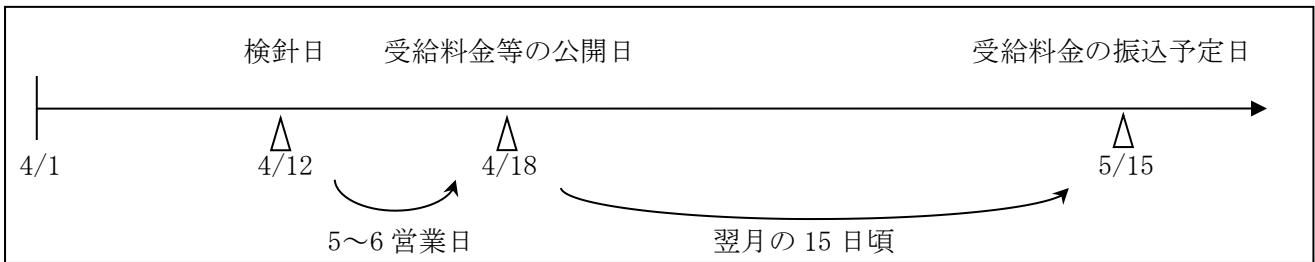 検針日 受給料金等の公開日 受給料金の振込予定日
4/1 4/12 4/18 5/15
5～6 営業日 翌月の 15 日頃